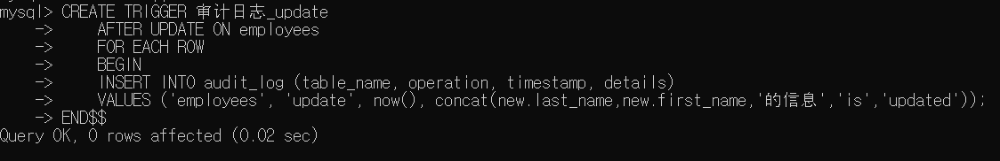 mysql> CREATE TRIGGER 审计日志_update
    ->     AFTER UPDATE ON employees
    ->     FOR EACH ROW
    ->     BEGIN
    ->     INSERT INTO audit_log (table_name, operation, timestamp, details)
    ->     VALUES ('employees', 'update', now(), concat(new.last_name,new.first_name,'的信息','is','updated'));
    -> END$$
Query OK, 0 rows affected (0.02 sec)